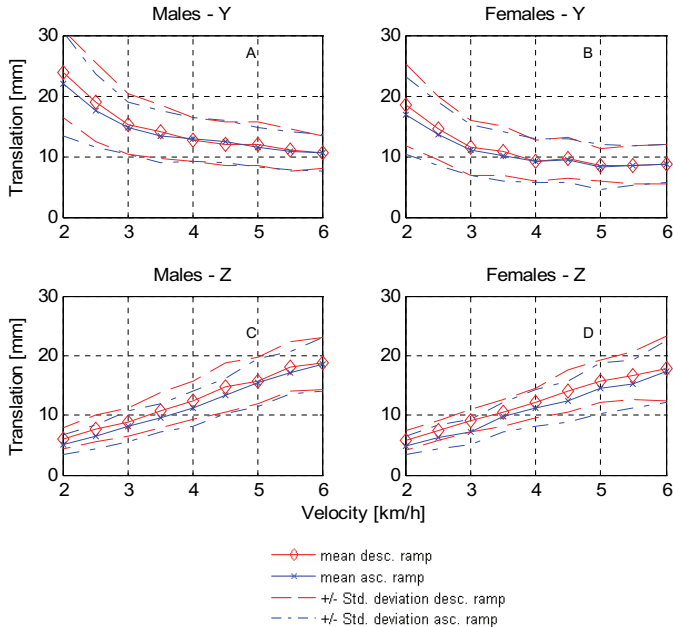 Males - Y
Females - Y
Translation [mm]
30
20
10
0
A
2 3 4 5 6
30
20
10
0
B
2 3 4 5 6
Males - Z
Females - Z
Translation [mm]
30
20
10
0
C
2 3 4 5 6
30
20
10
0
D
2 3 4 5 6
Velocity [km/h]
mean desc. ramp
mean asc. ramp
+/- Std. deviation desc. ramp
+/- Std. deviation asc. ramp